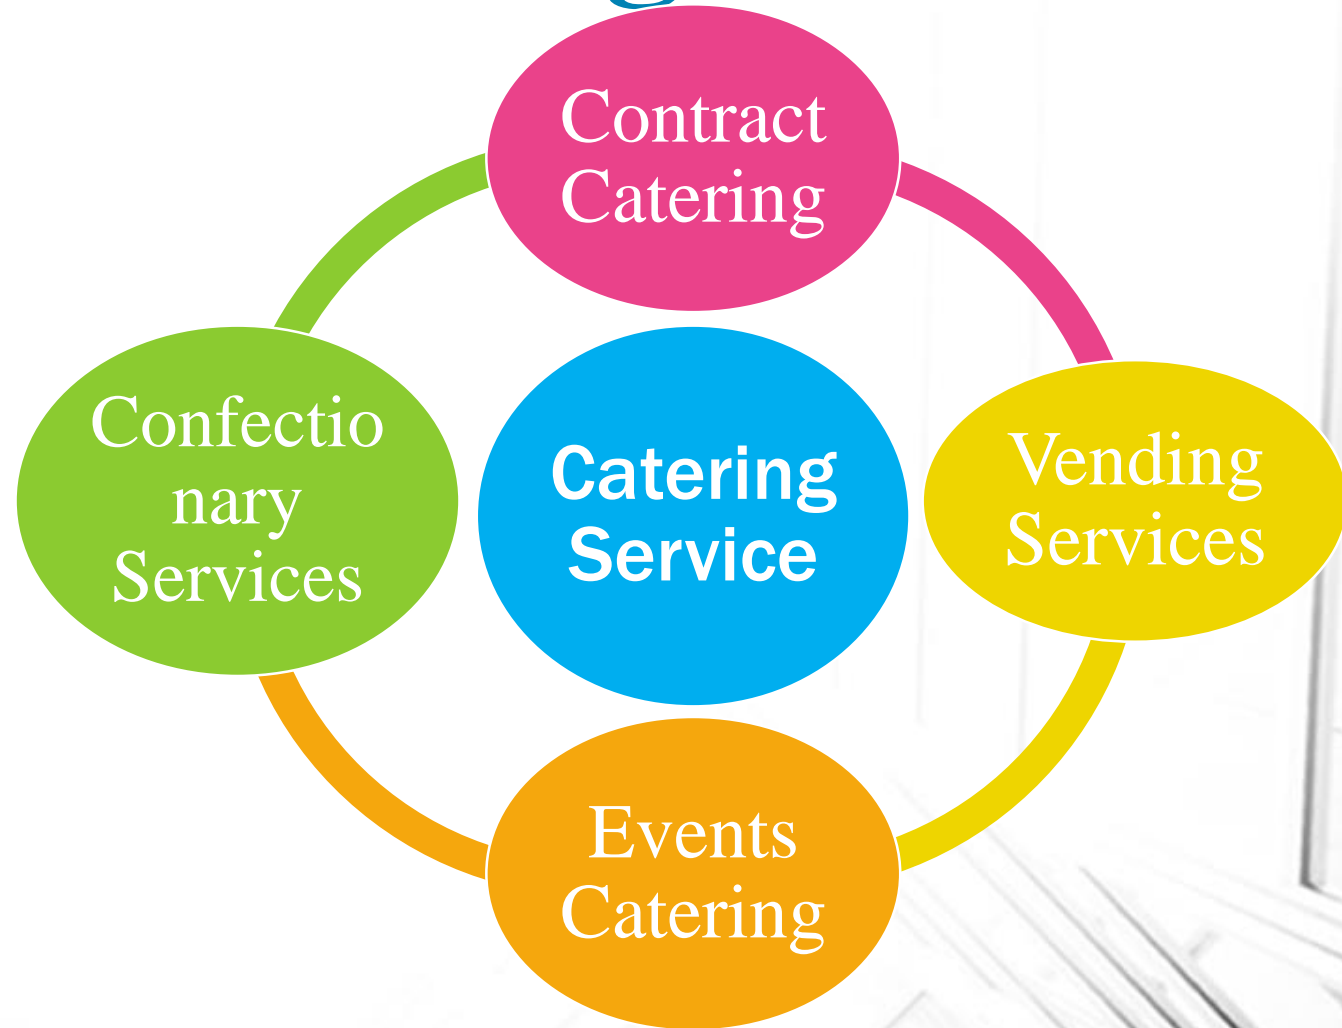 Contract
Catering
Confectio
nary
Services
Catering
Service
Vending
Services
Events
Catering